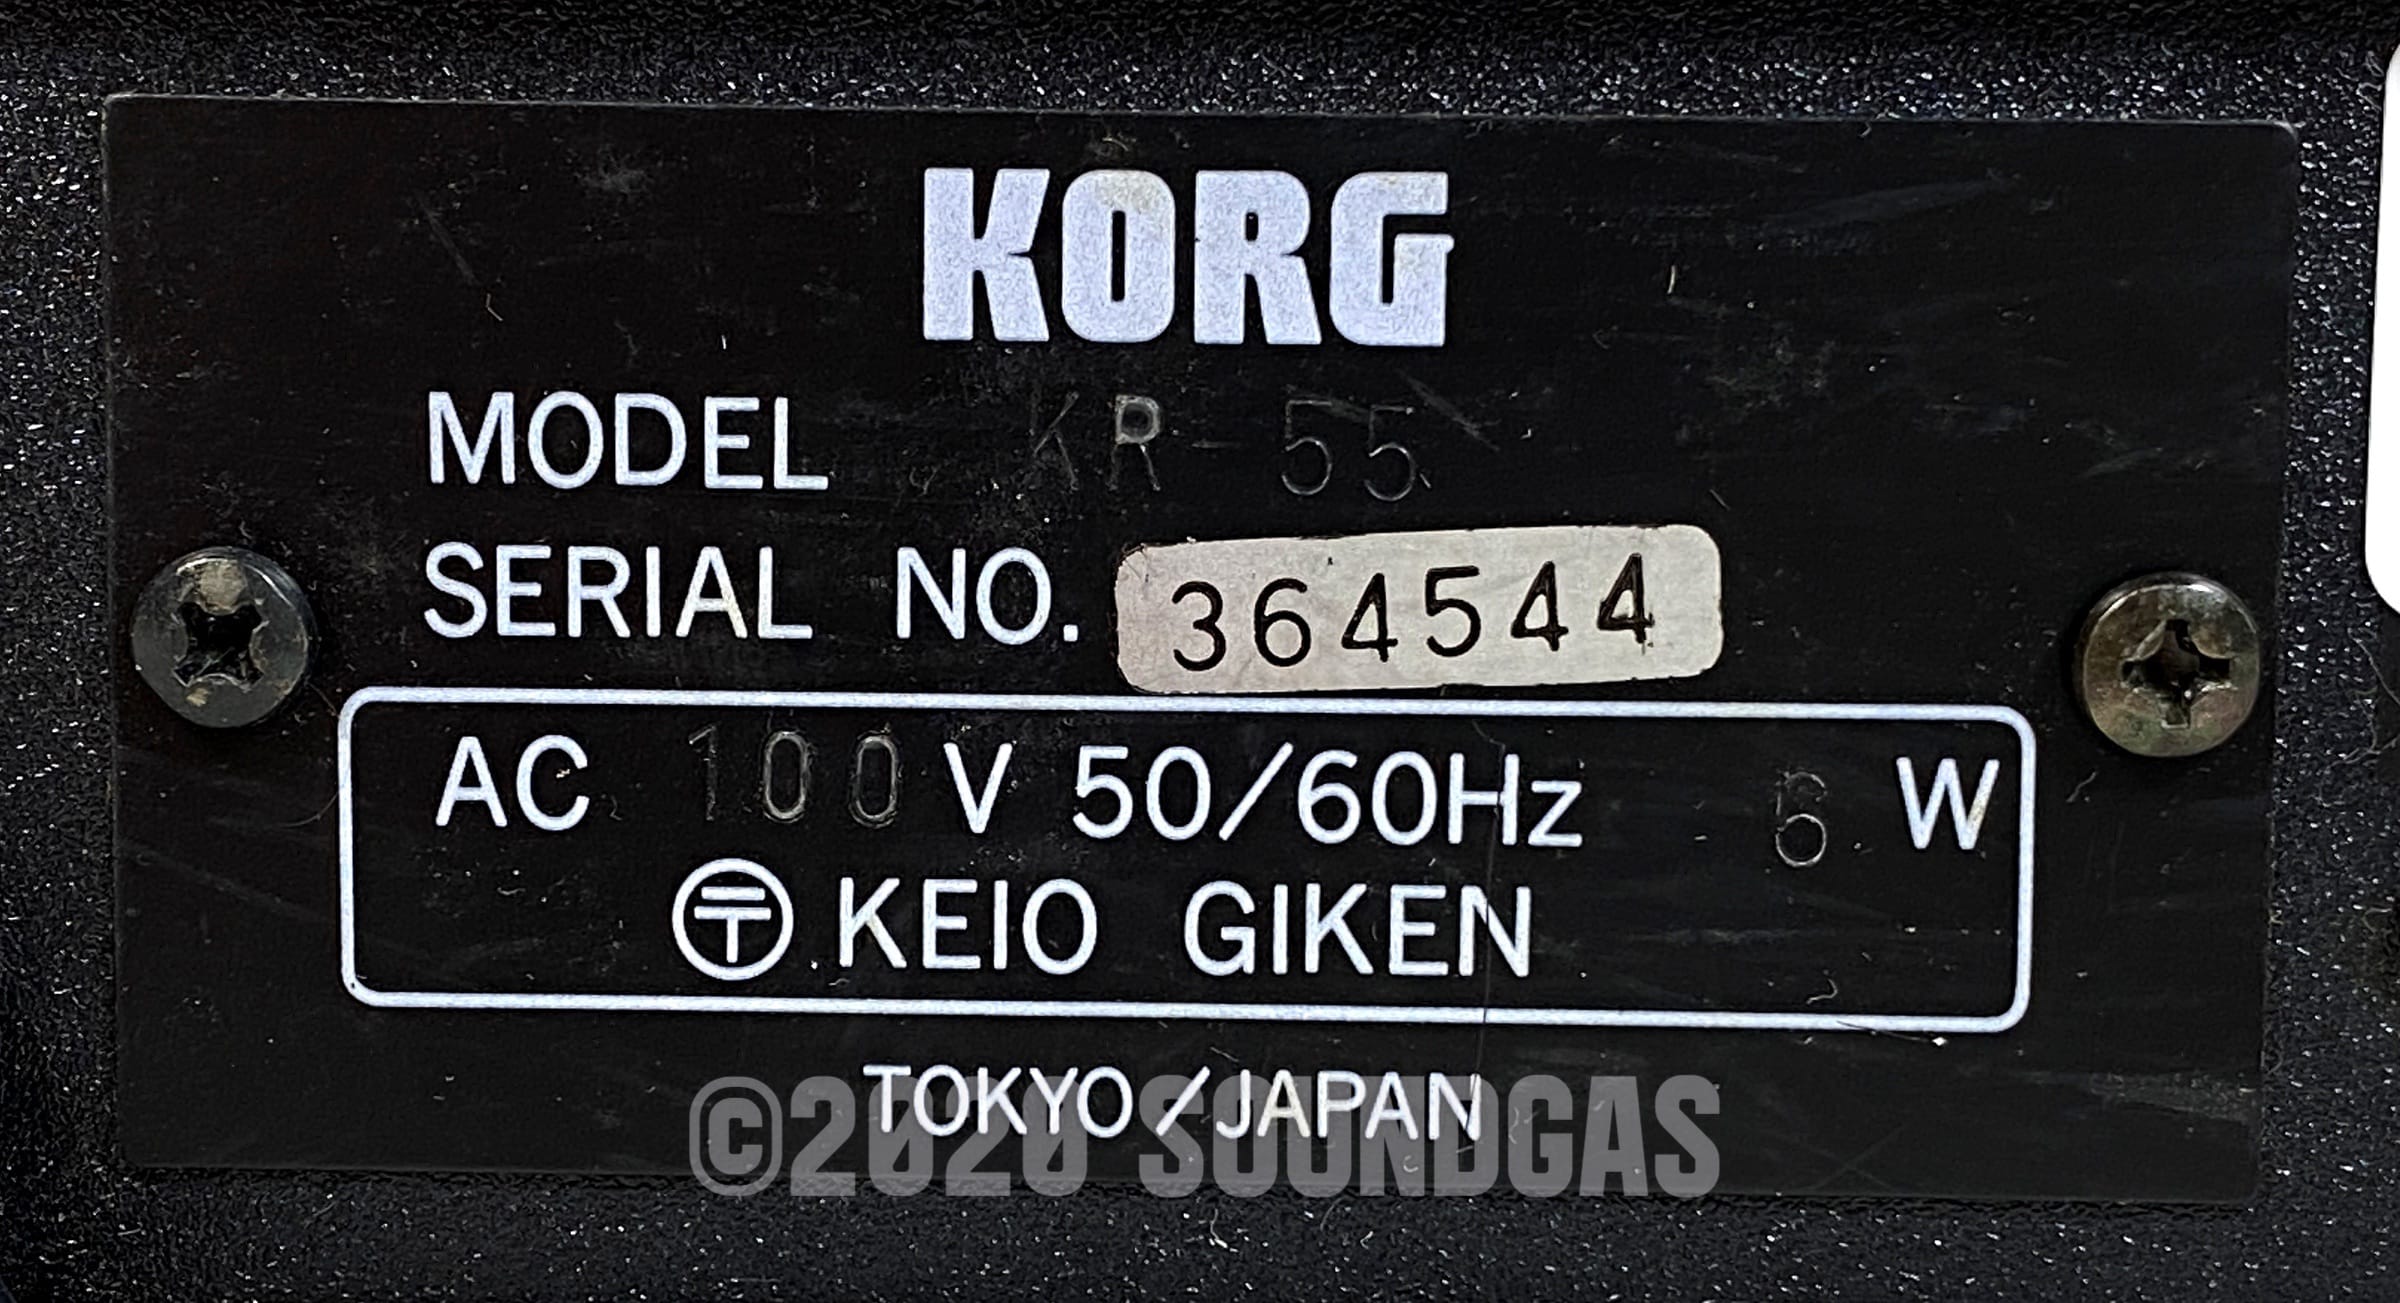 KORG
MODEL KR-55
SERIAL NO. 364544
AC 100 V 50/60Hz 6 W
〒 KEIO GIKEN
TOKYO/JAPAN
©2020 SOUNDGAS